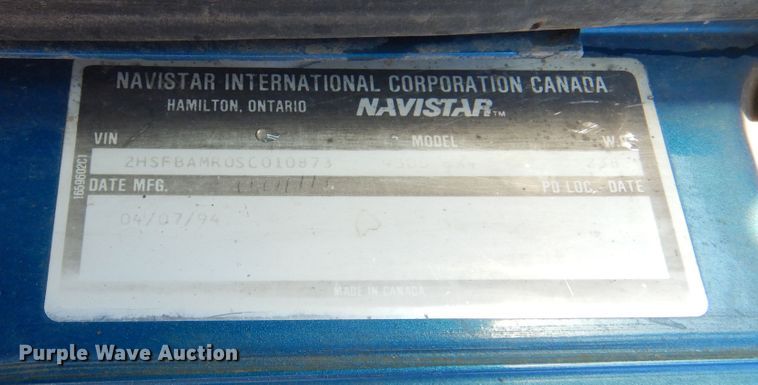 NAVISTAR INTERNATIONAL CORPORATION CANADA
HAMILTON, ONTARIO NAVISTAR™
VIN MODEL
2HSFBAMR0SC010873
DATE MFG. PD LOC.-DATE
04/07/94
MADE IN CANADA
1659602C1
Purple Wave Auction